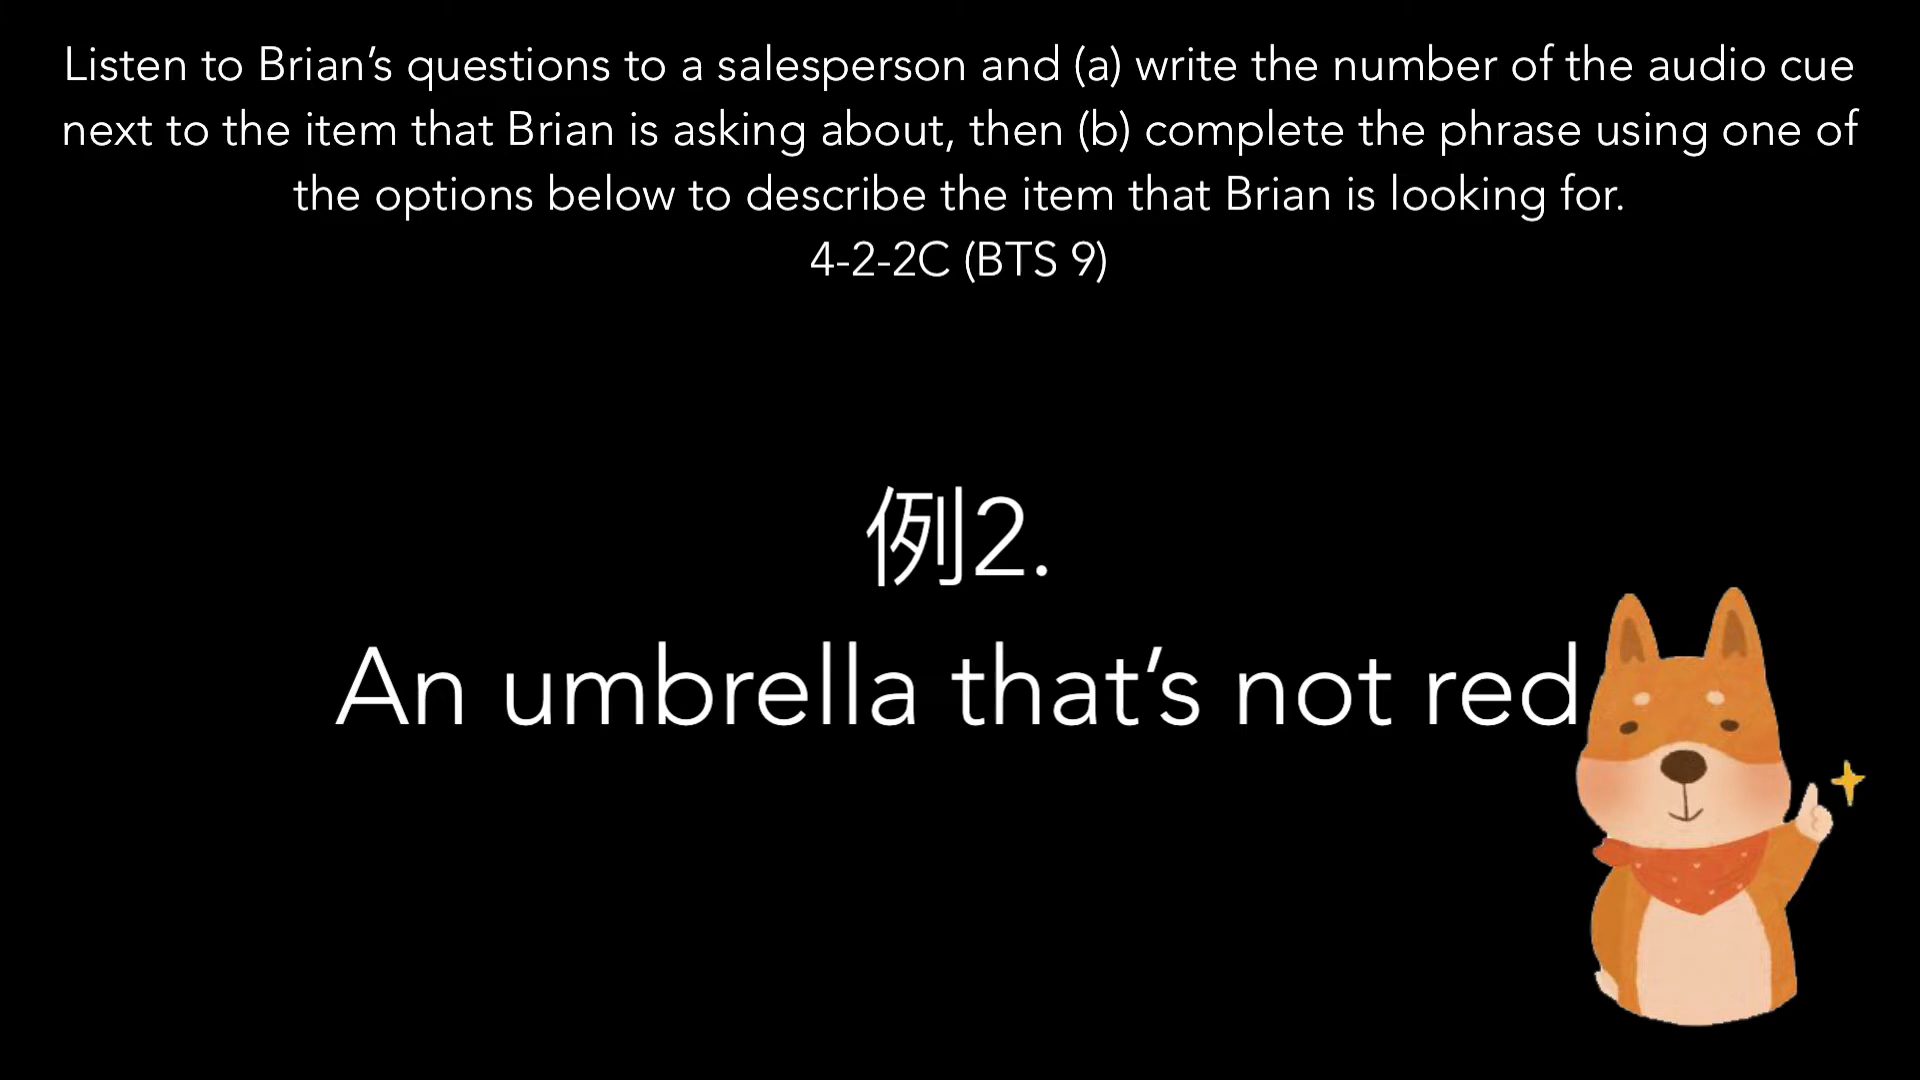 Listen to Brian’s questions to a salesperson and (a) write the number of the audio cue
next to the item that Brian is asking about, then (b) complete the phrase using one of
the options below to describe the item that Brian is looking for.
4-2-2C (BTS 9)
例2.
An umbrella that’s not red